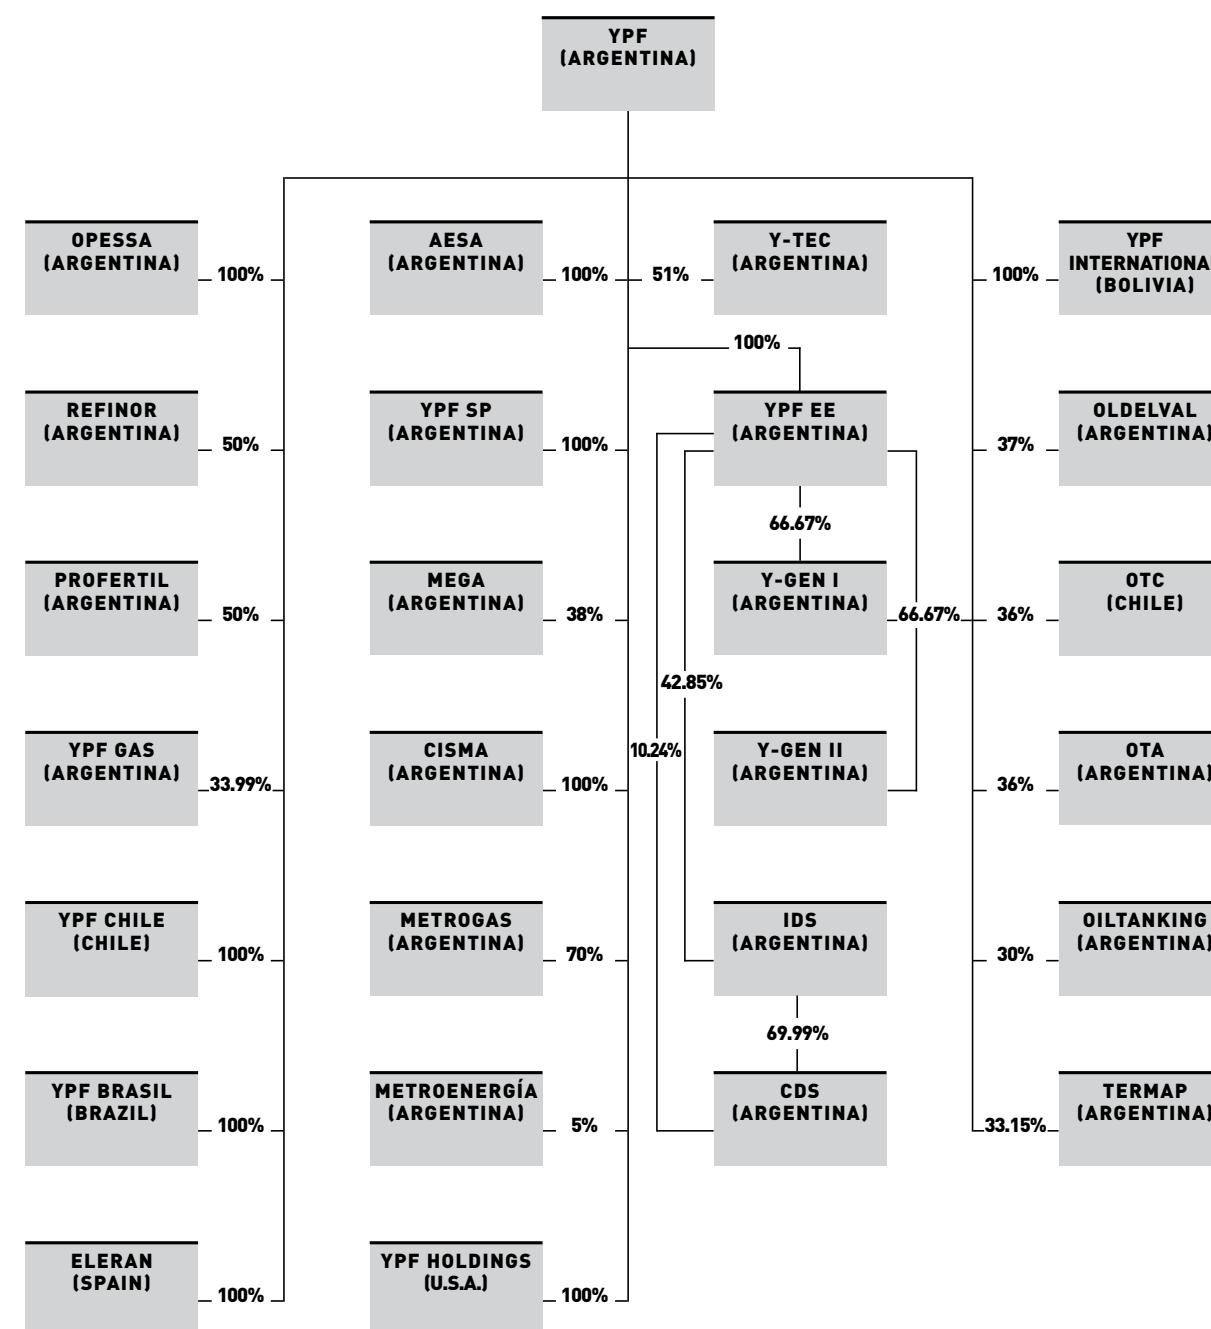 YPF
(ARGENTINA)
OPESSA
(ARGENTINA)
100%
AESA
(ARGENTINA)
100%
51%
Y-TEC
(ARGENTINA)
100%
YPF
INTERNATIONA
(BOLIVIA)
100%
REFINOR
(ARGENTINA)
50%
YPF SP
(ARGENTINA)
100%
YPF EE
(ARGENTINA)
37%
OLDELVAL
(ARGENTINA)
66.67%
PROFERTIL
(ARGENTINA)
50%
MEGA
(ARGENTINA)
38%
Y-GEN I
(ARGENTINA)
66.67%
36%
OTC
(CHILE)
42.85%
YPF GAS
(ARGENTINA)
33.99%
CISMA
(ARGENTINA)
100%
10.24%
Y-GEN II
(ARGENTINA)
36%
OTA
(ARGENTINA)
YPF CHILE
(CHILE)
100%
METROGAS
(ARGENTINA)
70%
IDS
(ARGENTINA)
30%
OILTANKING
(ARGENTINA)
69.99%
YPF BRASIL
(BRAZIL)
100%
METROENERGÍA
(ARGENTINA)
5%
CDS
(ARGENTINA)
33.15%
TERMAP
(ARGENTINA)
ELERAN
(SPAIN)
100%
YPF HOLDINGS
(U.S.A.)
100%